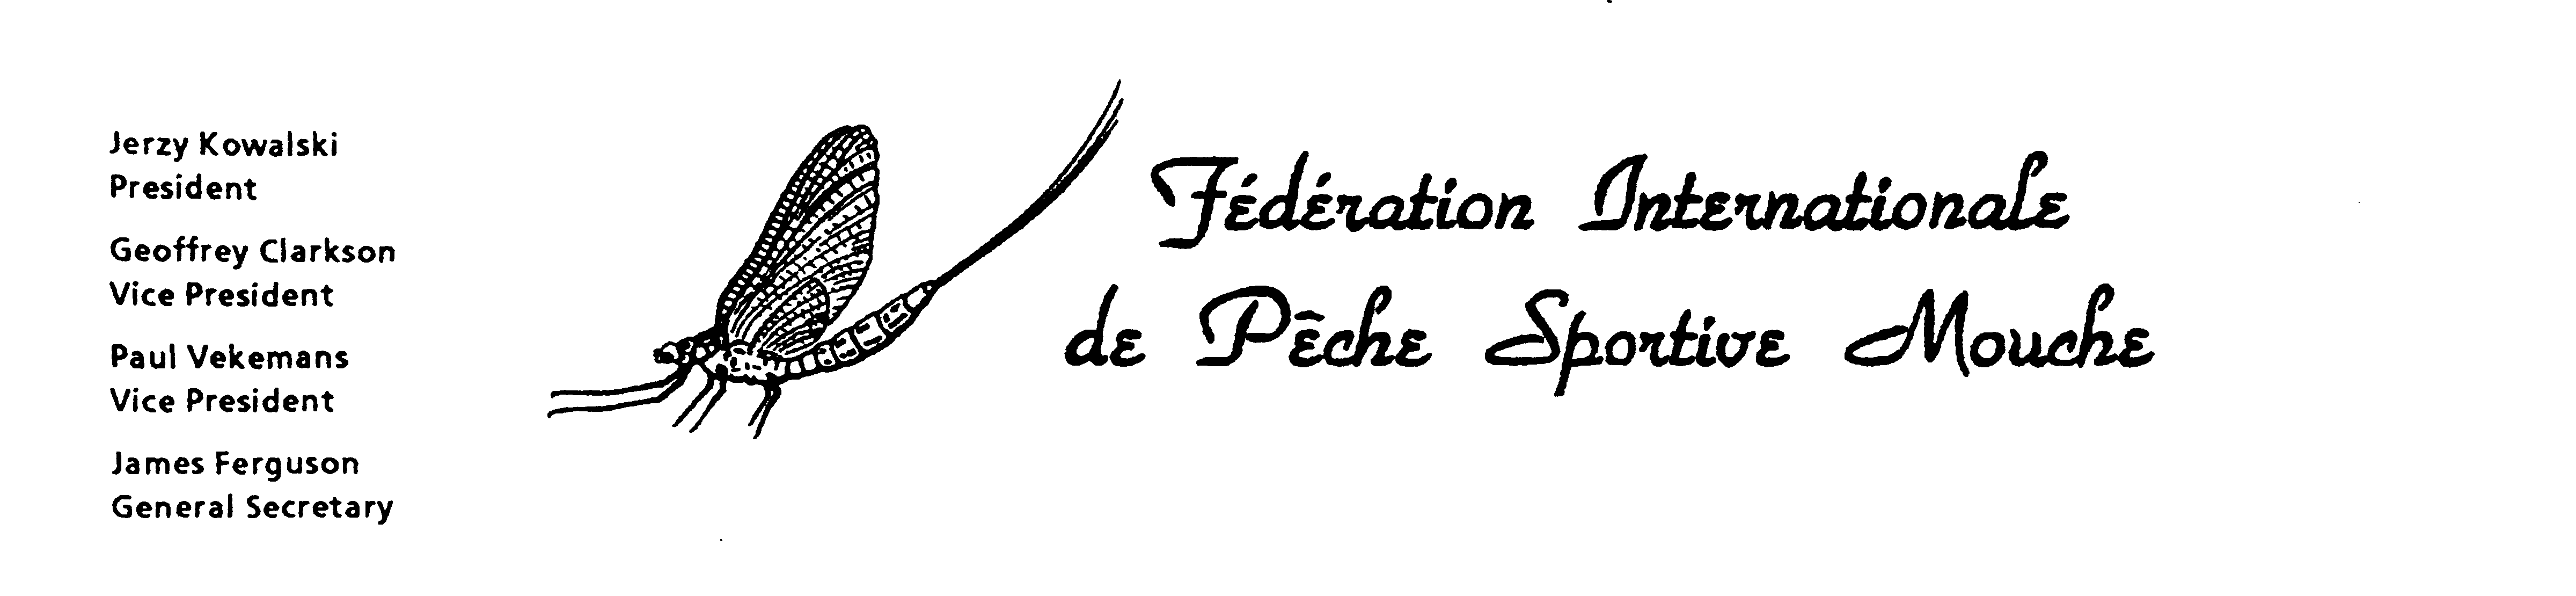 Jerzy Kowalski
President
Geoffrey Clarkson
Vice President
Paul Vekemans
Vice President
James Ferguson
General Secretary
Fédération Internationale
de Pêche Sportive Mouche